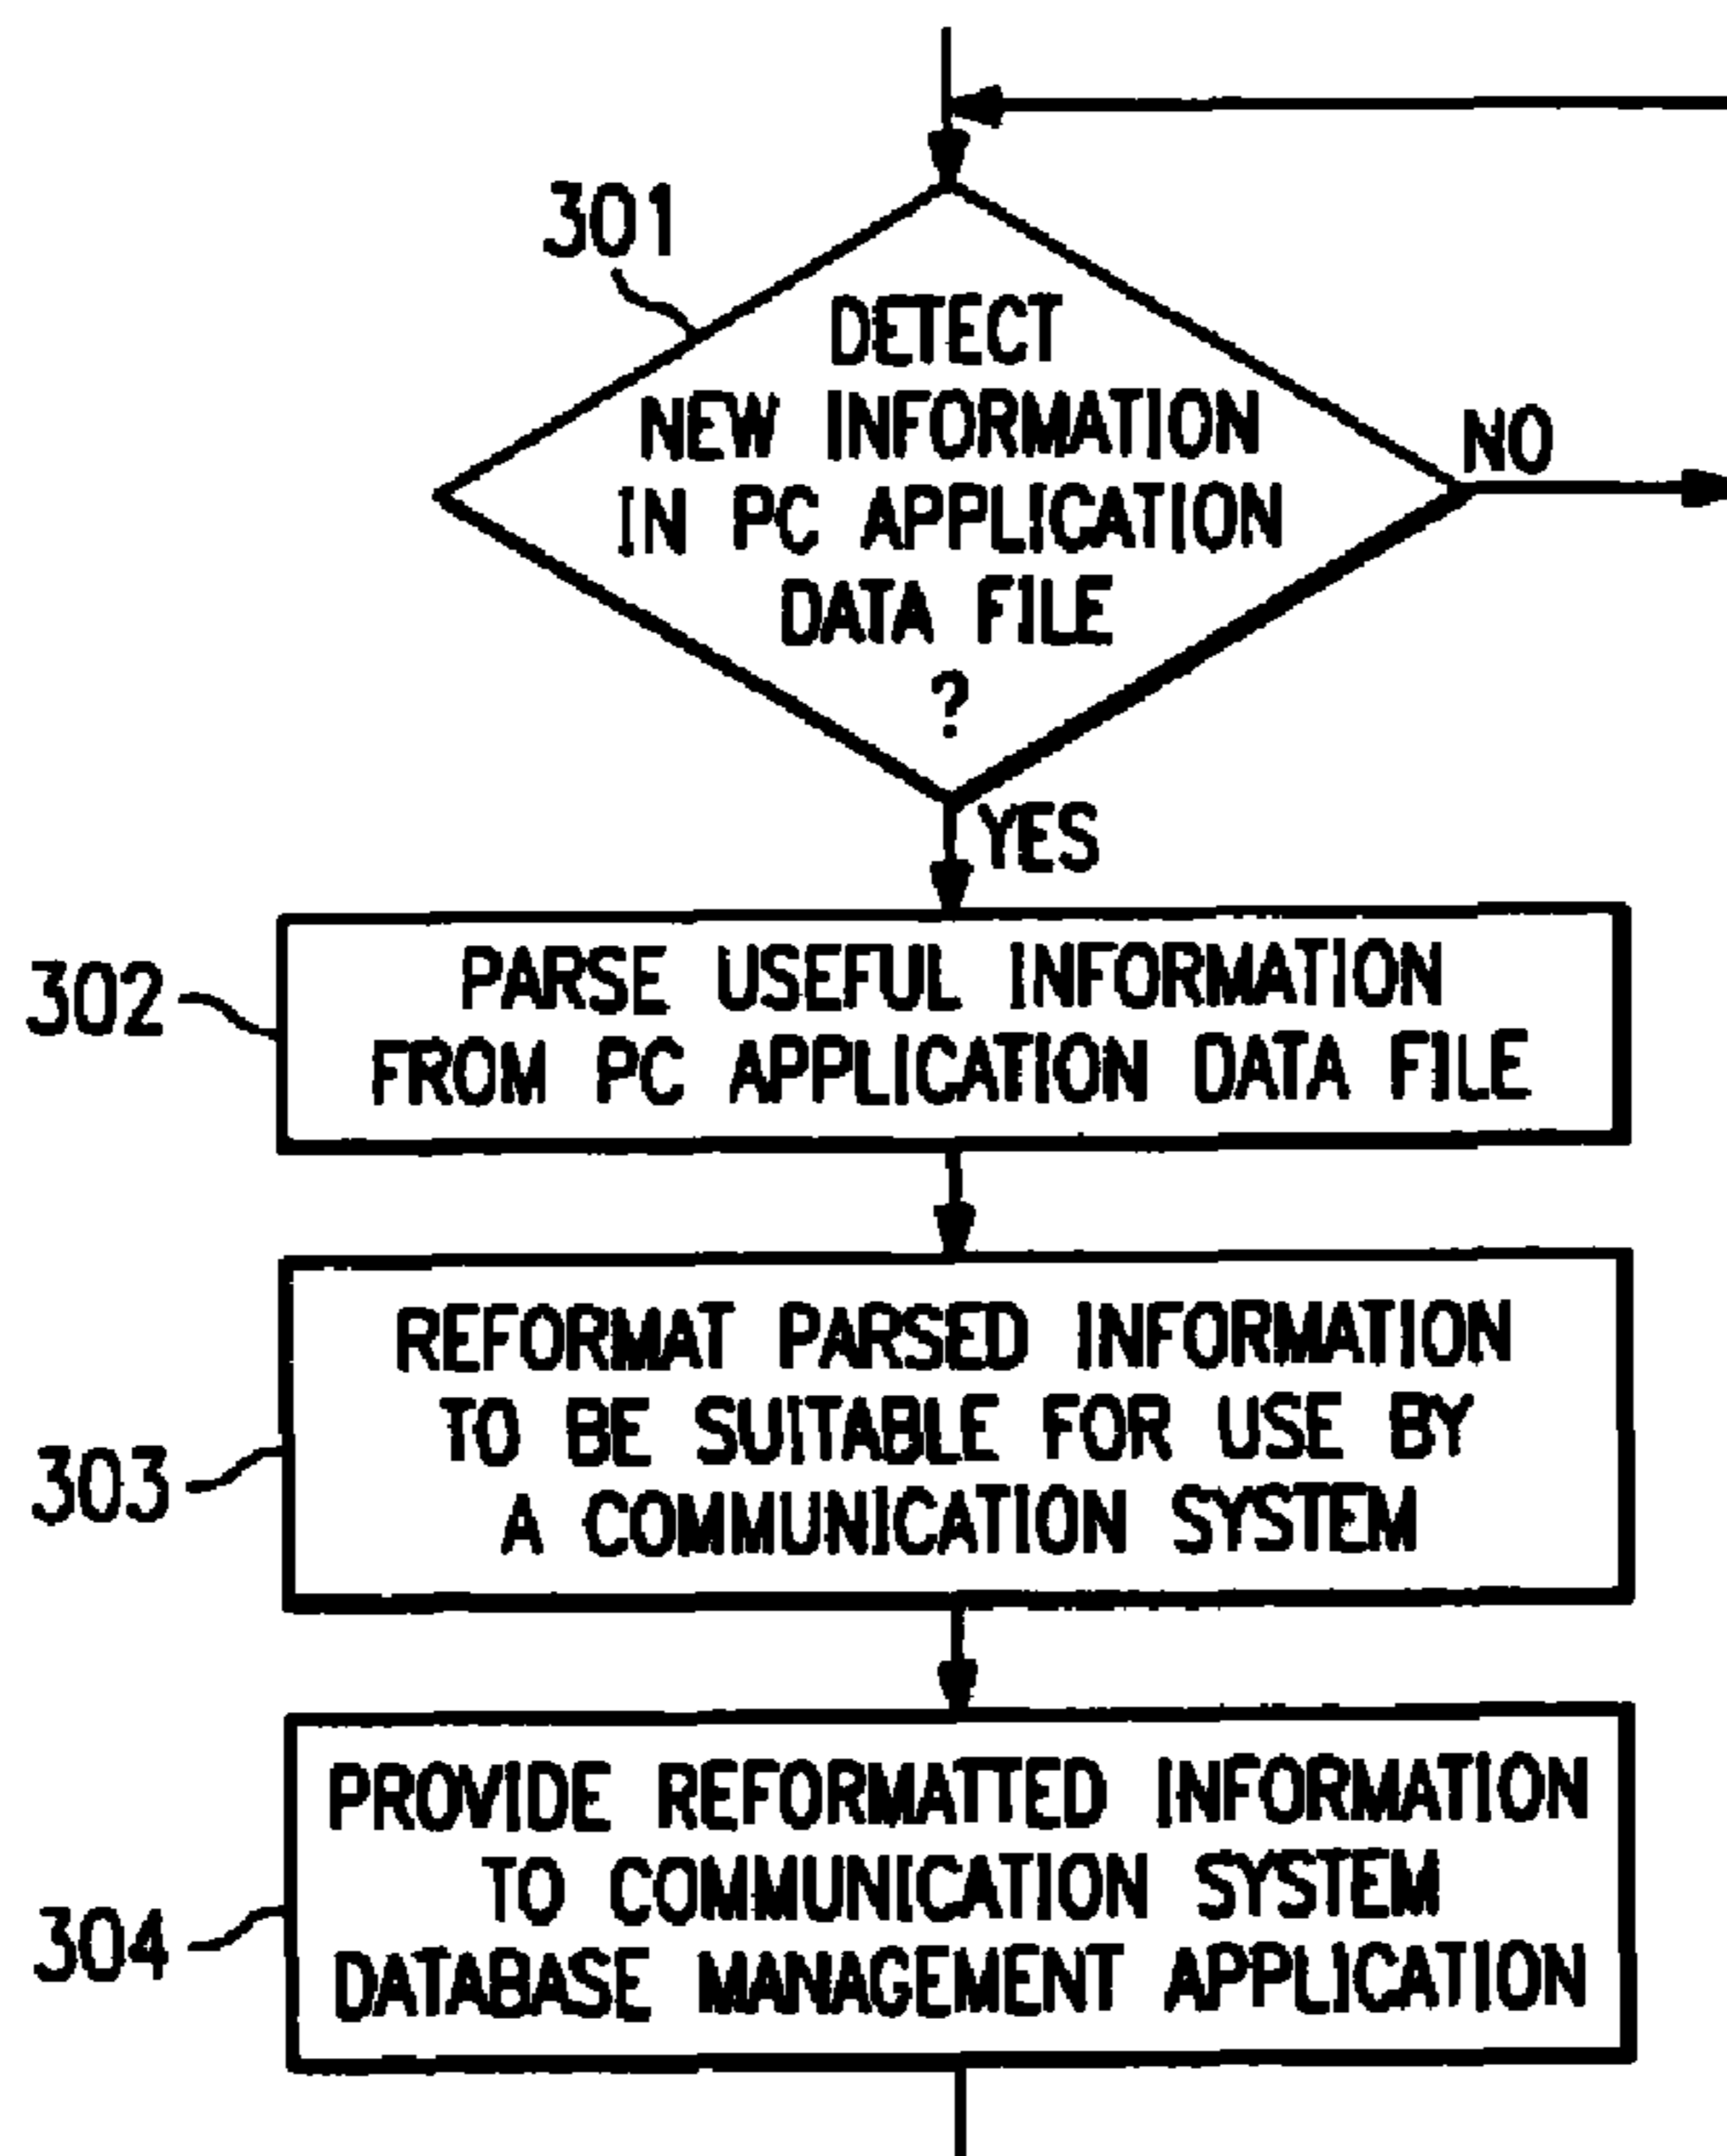 301
DETECT
NEW INFORMATION
IN PC APPLICATION
DATA FILE
?
NO
YES
302
PARSE USEFUL INFORMATION
FROM PC APPLICATION DATA FILE
303
REFORMAT PARSED INFORMATION
TO BE SUITABLE FOR USE BY
A COMMUNICATION SYSTEM
304
PROVIDE REFORMATTED INFORMATION
TO COMMUNICATION SYSTEM
DATABASE MANAGEMENT APPLICATION